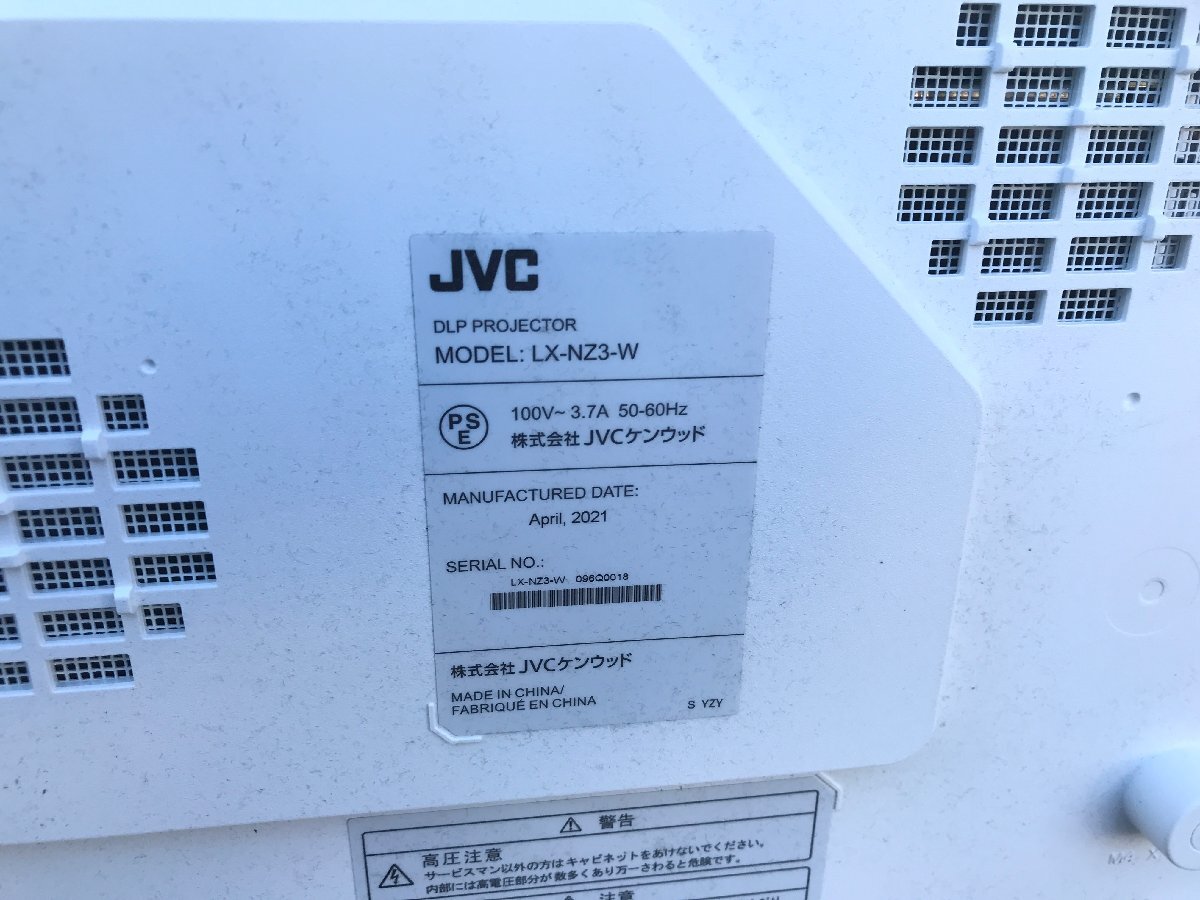 JVC
DLP PROJECTOR
MODEL: LX-NZ3-W
PSE
100V~ 3.7A 50-60Hz
株式会社 JVCケンウッド
MANUFACTURED DATE:
April, 2021
SERIAL NO.:
LX-NZ3-W 096Q0018
株式会社 JVCケンウッド
MADE IN CHINA/
FABRIQUÉ EN CHINA
S YZY
警告
高圧注意
サービスマン以外の方はキャビネットをあけないでください。
内部には高電圧部分が数多くあり万一さわると危険です。
注意